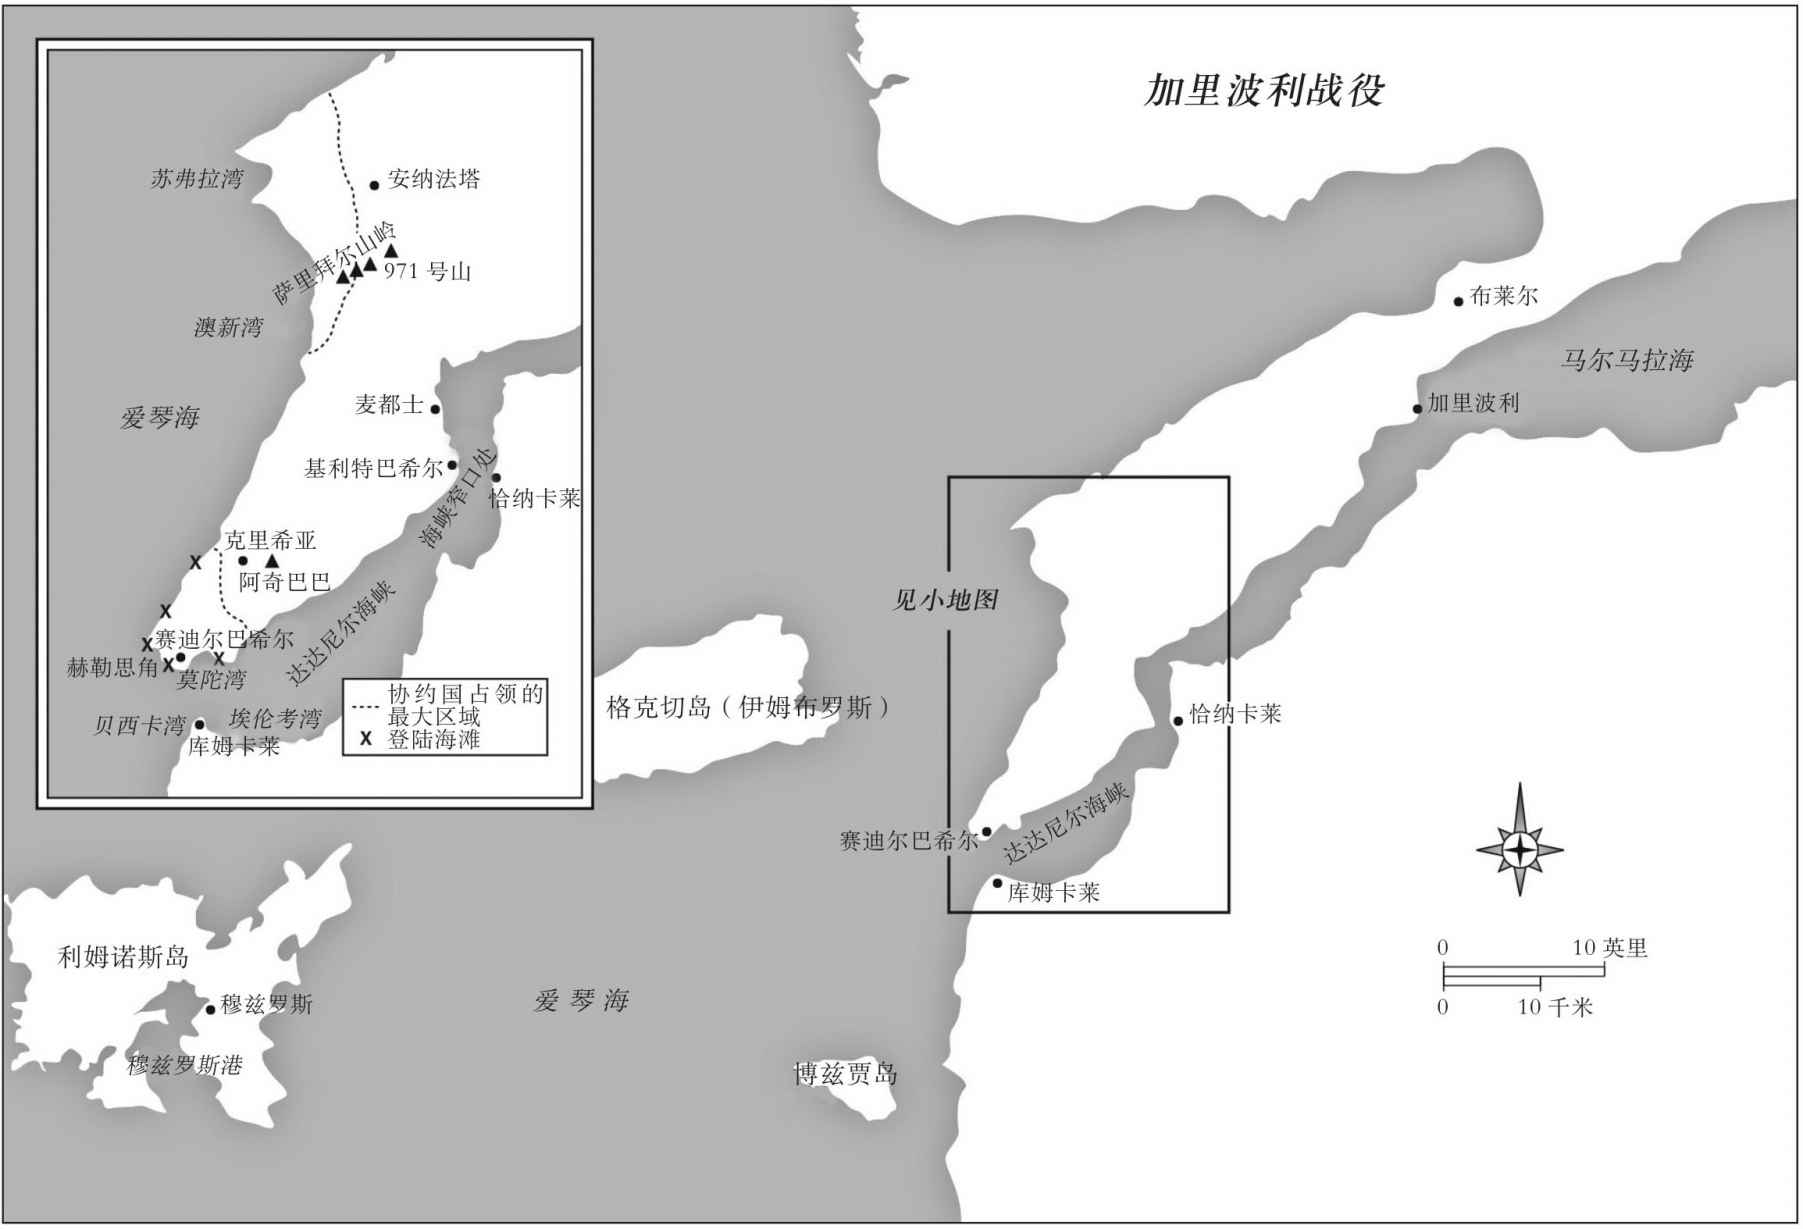 加里波利战役
苏弗拉湾
安纳法塔
萨里拜尔山岭
971 号山
澳新湾
爱琴海
麦都士
基利特巴希尔
海峡窄口处
恰纳卡莱
克里希亚
阿奇巴巴
达达尼尔海峡
赛迪尔巴希尔
赫勒思角
莫陀湾
贝西卡湾
埃伦考湾
库姆卡莱
协约国占领的
最大区域
X 登陆海滩
布莱尔
马尔马拉海
加里波利
见小地图
格克切岛（伊姆布罗斯）
恰纳卡莱
赛迪尔巴希尔
达达尼尔海峡
库姆卡莱
利姆诺斯岛
穆兹罗斯
穆兹罗斯港
爱琴海
博兹贾岛
0 10 英里
0 10 千米